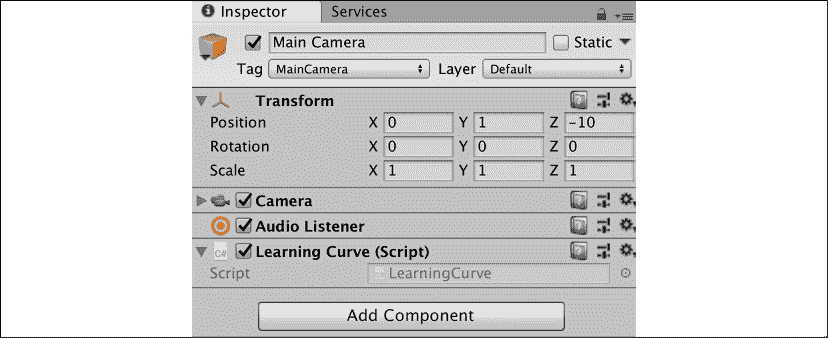 Inspector Services
Main Camera Static
Tag MainCamera Layer Default
Transform
Position X 0 Y 1 Z -10
Rotation X 0 Y 0 Z 0
Scale X 1 Y 1 Z 1
Camera
Audio Listener
C# Learning Curve (Script)
Script LearningCurve
Add Component